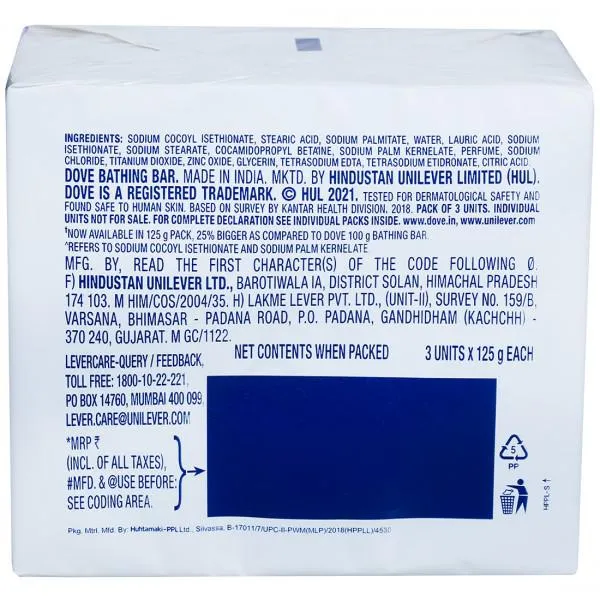 INGREDIENTS: SODIUM COCOYL ISETHIONATE, STEARIC ACID, SODIUM PALMITATE, WATER, LAURIC ACID, SODIUM
ISETHIONATE, SODIUM STEARATE, COCAMIDOPROPYL BETAINE, SODIUM PALM KERNELATE, PERFUME, SODIUM
CHLORIDE, TITANIUM DIOXIDE, ZINC OXIDE, GLYCERIN, TETRASODIUM EDTA, TETRASODIUM ETIDRONATE, CITRIC ACID
DOVE BATHING BAR. MADE IN INDIA. MKTD. BY HINDUSTAN UNILEVER LIMITED (HUL).
DOVE IS A REGISTERED TRADEMARK. © HUL 2021. TESTED FOR DERMATOLOGICAL SAFETY AND
FOUND SAFE TO HUMAN SKIN. BASED ON SURVEY BY KANTAR HEALTH DIVISION, 2018. PACK OF 3 UNITS. INDIVIDUAL
UNITS NOT FOR SALE. FOR COMPLETE DECLARATION SEE INDIVIDUAL PACKS INSIDE. www.dove.in, www.unilever.com
†NOW AVAILABLE IN 125 g PACK, 25% BIGGER AS COMPARED TO DOVE 100 g BATHING BAR.
^REFERS TO SODIUM COCOYL ISETHIONATE AND SODIUM PALM KERNELATE
MFG. BY, READ THE FIRST CHARACTER(S) OF THE CODE FOLLOWING Ø.
F) HINDUSTAN UNILEVER LTD., BAROTIWALA IA, DISTRICT SOLAN, HIMACHAL PRADESH
174 103. M HIM/COS/2004/35. H) LAKME LEVER PVT. LTD., (UNIT-II), SURVEY NO. 159/B,
VARSANA, BHIMASAR - PADANA ROAD, P.O. PADANA, GANDHIDHAM (KACHCHH) -
370 240, GUJARAT. M GC/1122.
LEVERCARE-QUERY / FEEDBACK,
TOLL FREE: 1800-10-22-221,
PO BOX 14760, MUMBAI 400 099.
LEVER.CARE@UNILEVER.COM
NET CONTENTS WHEN PACKED 3 UNITS X 125 g EACH
*MRP ₹
(INCL. OF ALL TAXES),
#MFD. & @USE BEFORE:
SEE CODING AREA.
5
PP
HPPL-S
Pkg. Mtrl. Mfd. By: Huhtamaki-PPL Ltd., Silvassa. B-17011/7/UPC-II-PWM(MLP)/2018(HPPLL)/4530